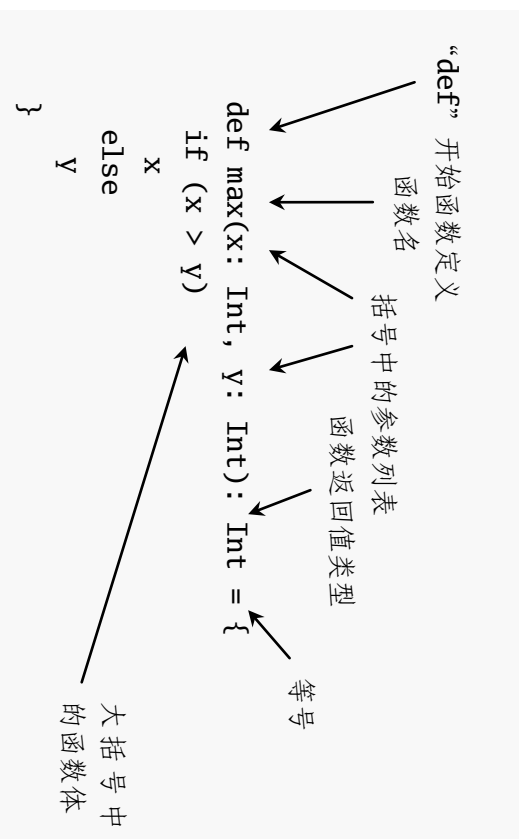 “def” 开始函数定义
函数名
括号中的参数列表
函数返回值类型
等号
def max(x: Int, y: Int): Int = {
if (x > y)
x
else
y
}
大括号中
的函数体